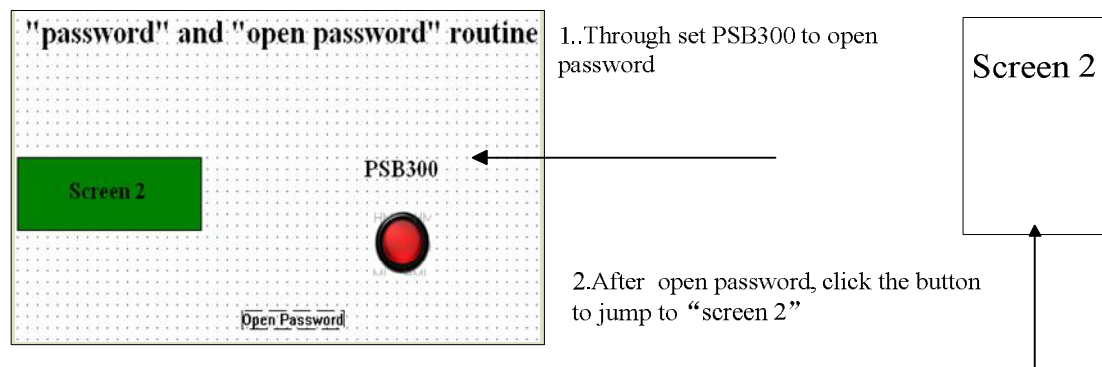 "password" and "open password" routine
Screen 2
PSB300
Open Password
1..Through set PSB300 to open
password
2.After open password, click the button
to jump to “screen 2”
Screen 2